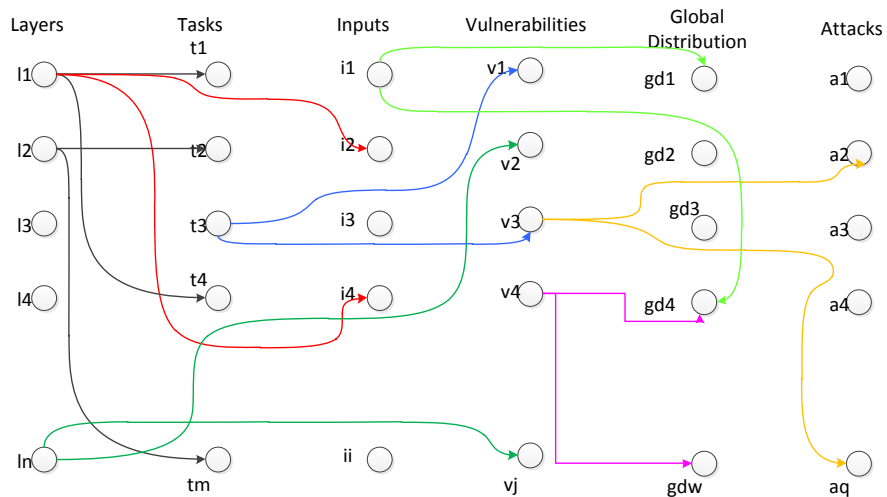 Layers Tasks Inputs Vulnerabilities Global Distribution Attacks
t1
l1 i1 v1 gd1 a1
l2 t2 i2 v2 gd2 a2
l3 t3 i3 v3 gd3 a3
l4 t4 i4 v4 gd4 a4
ln tm ii vj gdw aq